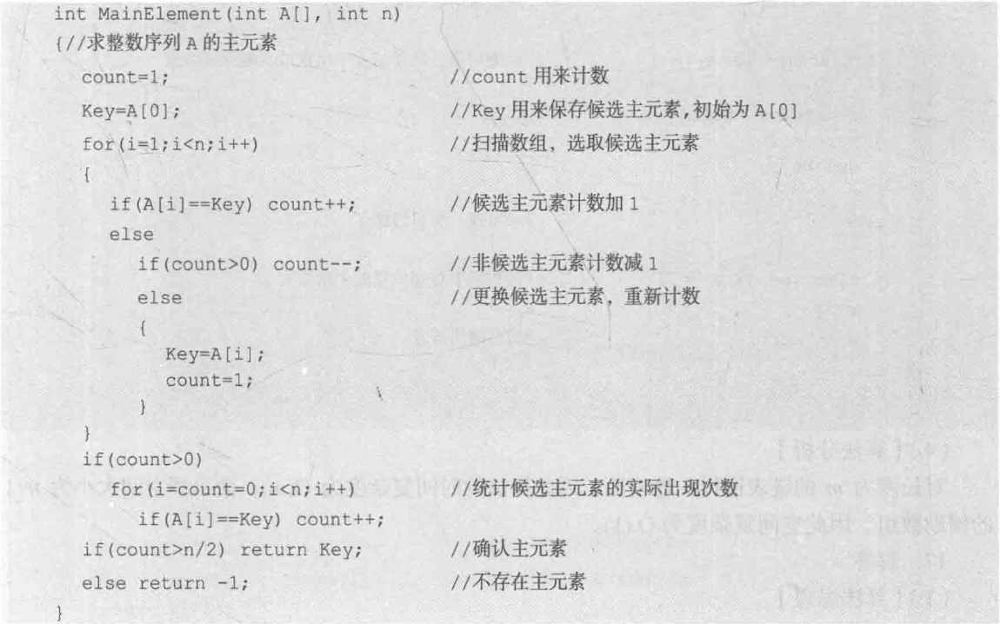 int MainElement(int A[], int n)
{//求整数序列 A 的主元素
count=1; //count 用来计数
Key=A[0]; //Key 用来保存候选主元素,初始为 A[0]
for(i=1;i<n;i++) //扫描数组，选取候选主元素
{
if(A[i]==Key) count++; //候选主元素计数加 1
else
if(count>0) count--; //非候选主元素计数减 1
else //更换候选主元素，重新计数
{
Key=A[i];
count=1;
}
}
if(count>0)
for(i=count=0;i<n;i++) //统计候选主元素的实际出现次数
if(A[i]==Key) count++;
if(count>n/2) return Key; //确认主元素
else return -1; //不存在主元素
}